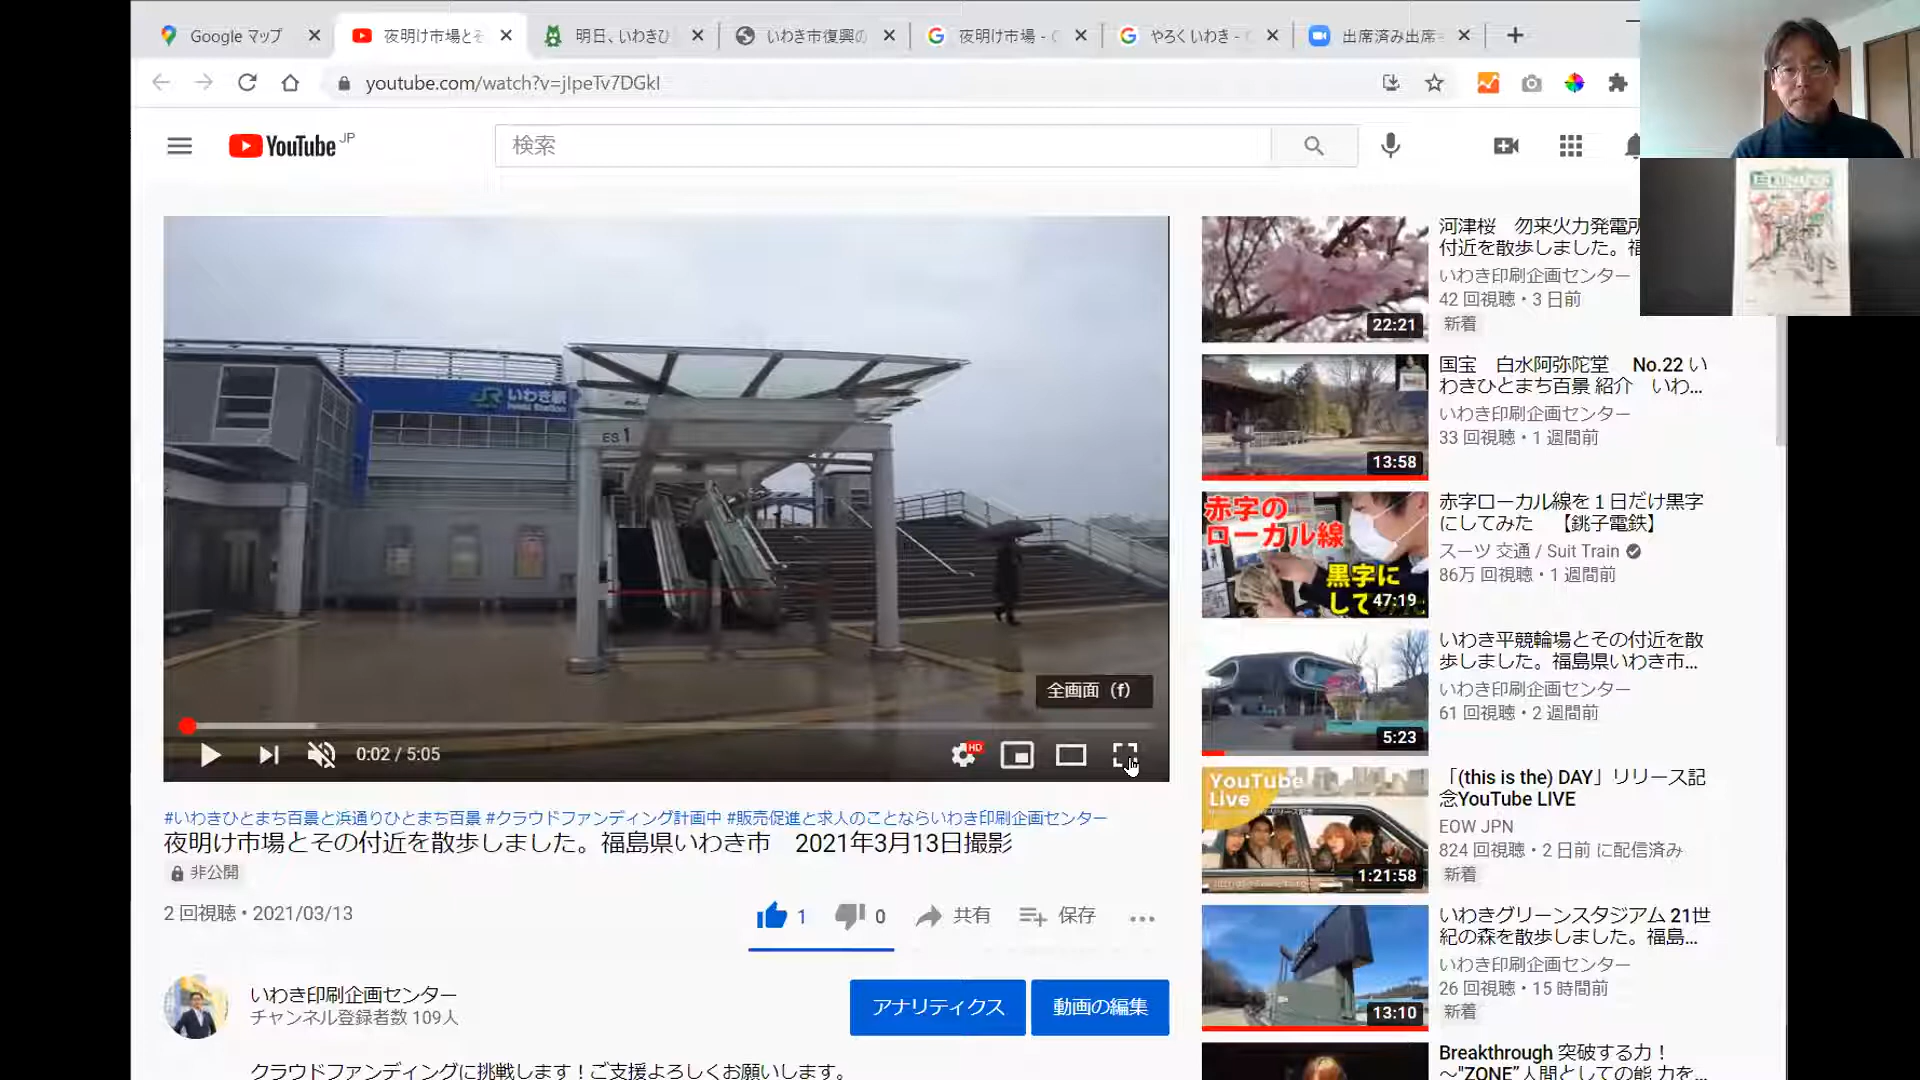 Google マップ
夜明け市場とそ
明日、いわきひ
いわき市復興の
夜明け市場 - G
やろく いわき - G
出席済み出席
youtube.com/watch?v=jIpeTv7DGkI
YouTube JP
検索
いわき駅
Iwaki Station
ES 1
全画面 (f)
0:02 / 5:05
HD
#いわきひとまち百景と浜通りひとまち百景 #クラウドファンディング計画中 #販売促進と求人のことならいわき印刷企画センター
夜明け市場とその付近を散歩しました。福島県いわき市　2021年3月13日撮影
非公開
2 回視聴・2021/03/13
1
0
共有
保存
いわき印刷企画センター
チャンネル登録者数 109人
アナリティクス
動画の編集
クラウドファンディングに挑戦します！ご支援よろしくお願いします。
22:21
河津桜　勿来火力発電所
付近を散歩しました。福
いわき印刷企画センター
42 回視聴・3 日前
新着
13:58
国宝　白水阿弥陀堂　No.22 い
わきひとまち百景 紹介　いわ...
いわき印刷企画センター
33 回視聴・1 週間前
赤字の
ローカル線
黒字に
して
47:19
赤字ローカル線を１日だけ黒字
にしてみた　【銚子電鉄】
スーツ 交通 / Suit Train
86万 回視聴・1 週間前
5:23
いわき平競輪場とその付近を散
歩しました。福島県いわき市...
いわき印刷企画センター
61 回視聴・2 週間前
YouTube
Live
1:21:58
「(this is the) DAY」リリース記
念YouTube LIVE
EOW JPN
824 回視聴・2 日前 に配信済み
新着
13:10
いわきグリーンスタジアム 21世
紀の森を散歩しました。福島...
いわき印刷企画センター
26 回視聴・15 時間前
新着
Breakthrough 突破する力！
～"ZONE"人間としての能力を...